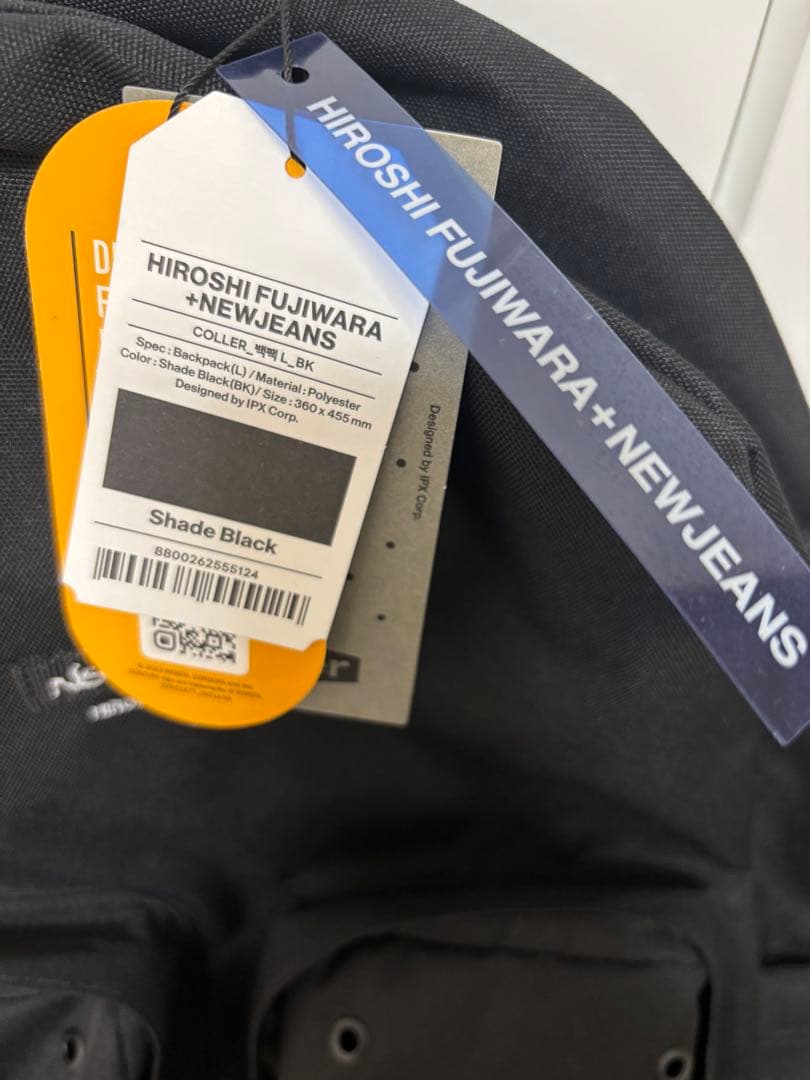 HIROSHI FUJIWARA+NEWJEANS
HIROSHI FUJIWARA
+NEWJEANS
COLLER_백팩 L_BK
Spec : Backpack(L) / Material : Polyester
Color : Shade Black(BK) / Size : 360 x 455 mm
Designed by IPX Corp.
Shade Black
8800262555124
Designed by IPX Corp.